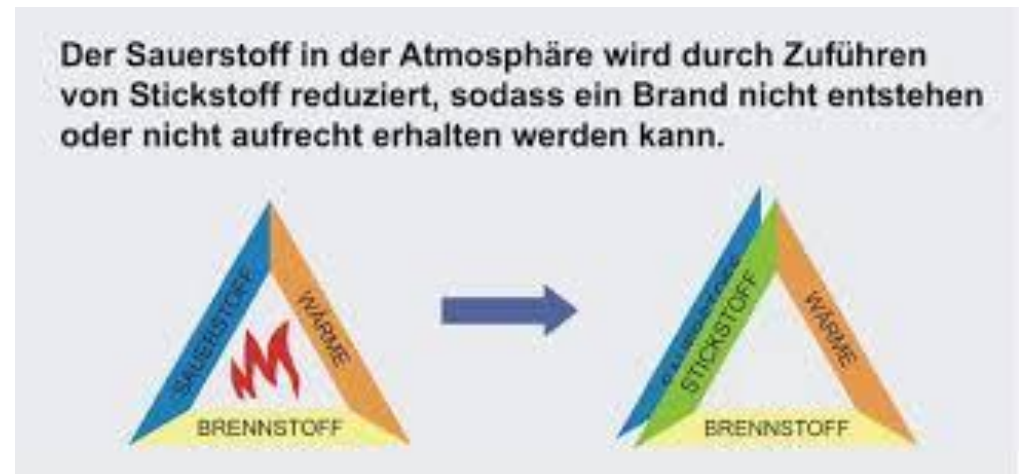 Der Sauerstoff in der Atmosphäre wird durch Zuführen
von Stickstoff reduziert, sodass ein Brand nicht entstehen
oder nicht aufrecht erhalten werden kann.
SAUERSTOFF
WÄRME
BRENNSTOFF
SAUERSTOFF
STICKSTOFF
WÄRME
BRENNSTOFF